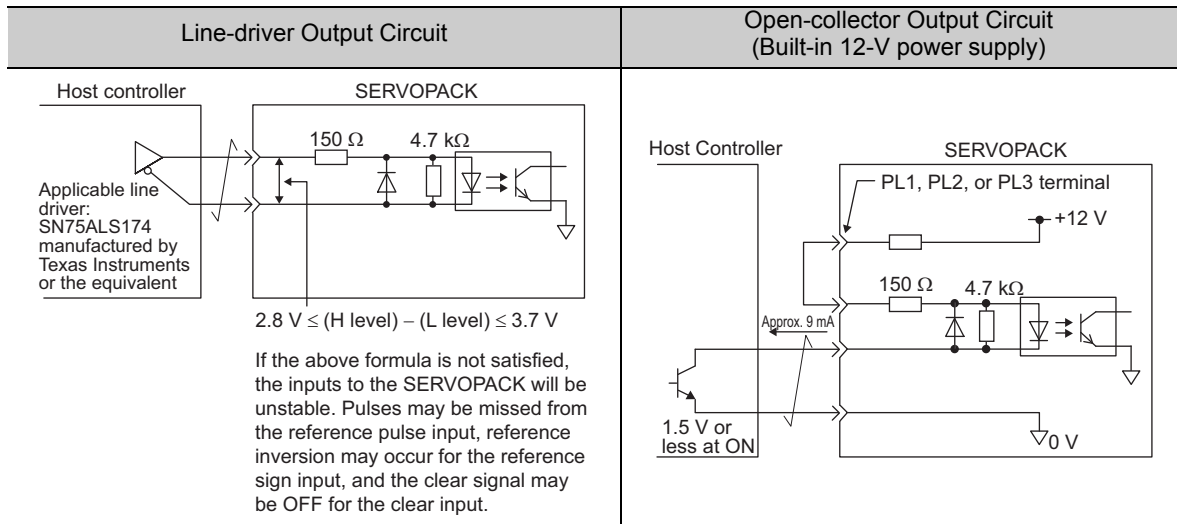 Line-driver Output Circuit
Open-collector Output Circuit
(Built-in 12-V power supply)
Host controller
SERVOPACK
150 Ω
4.7 kΩ
Applicable line
driver:
SN75ALS174
manufactured by
Texas Instruments
or the equivalent
2.8 V ≤ (H level) – (L level) ≤ 3.7 V
If the above formula is not satisfied,
the inputs to the SERVOPACK will be
unstable. Pulses may be missed from
the reference pulse input, reference
inversion may occur for the reference
sign input, and the clear signal may
be OFF for the clear input.
Host Controller
SERVOPACK
PL1, PL2, or PL3 terminal
+12 V
150 Ω
4.7 kΩ
Approx. 9 mA
1.5 V or
less at ON
0 V